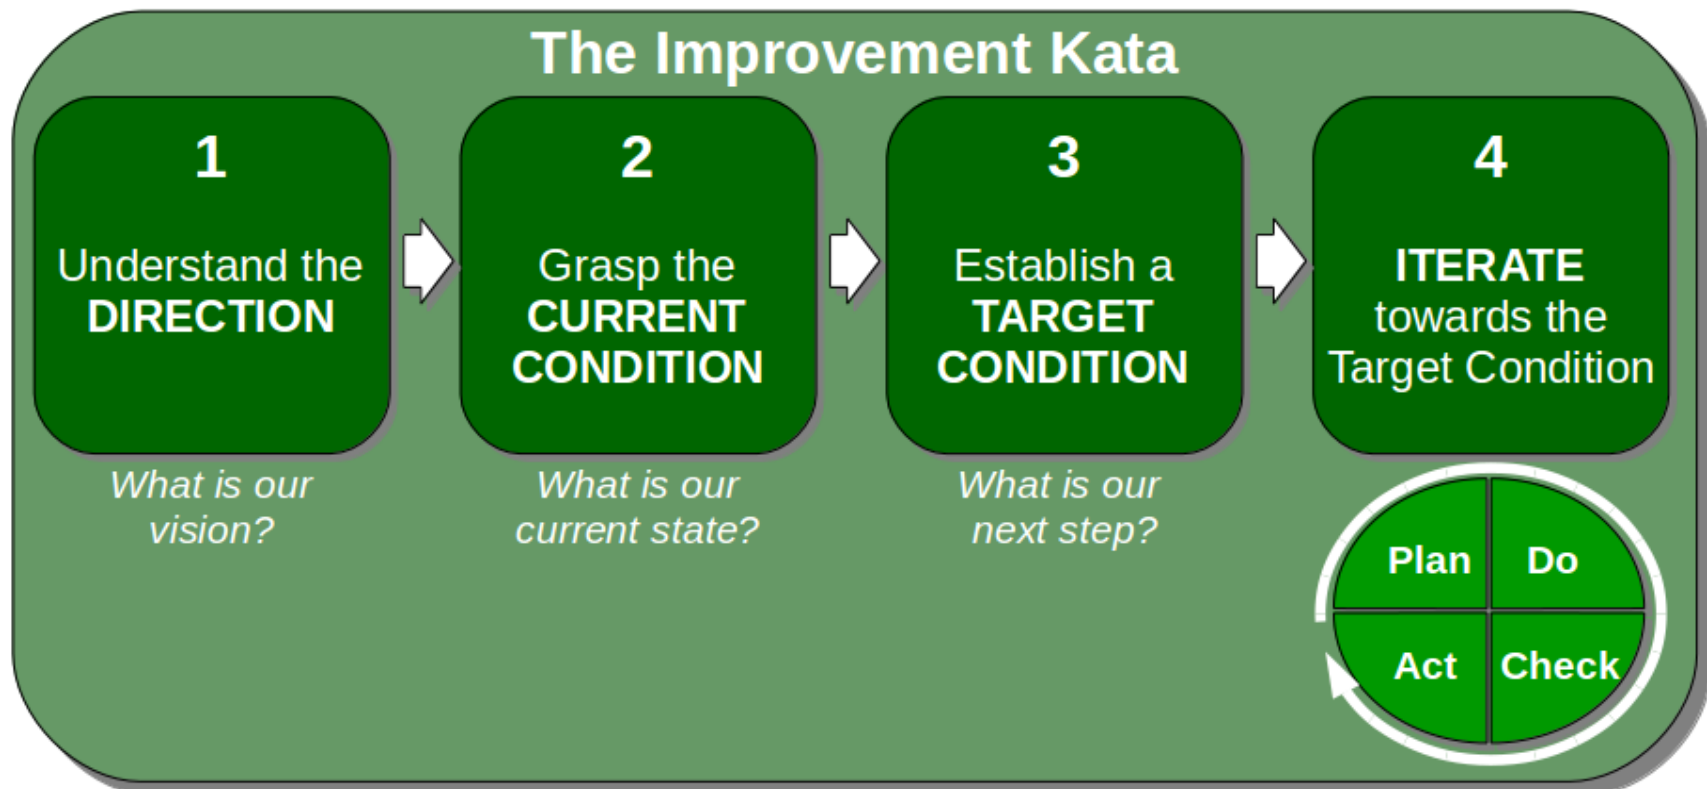 The Improvement Kata
1
Understand the
DIRECTION
What is our
vision?
2
Grasp the
CURRENT
CONDITION
What is our
current state?
3
Establish a
TARGET
CONDITION
What is our
next step?
4
ITERATE
towards the
Target Condition
Plan
Do
Act
Check